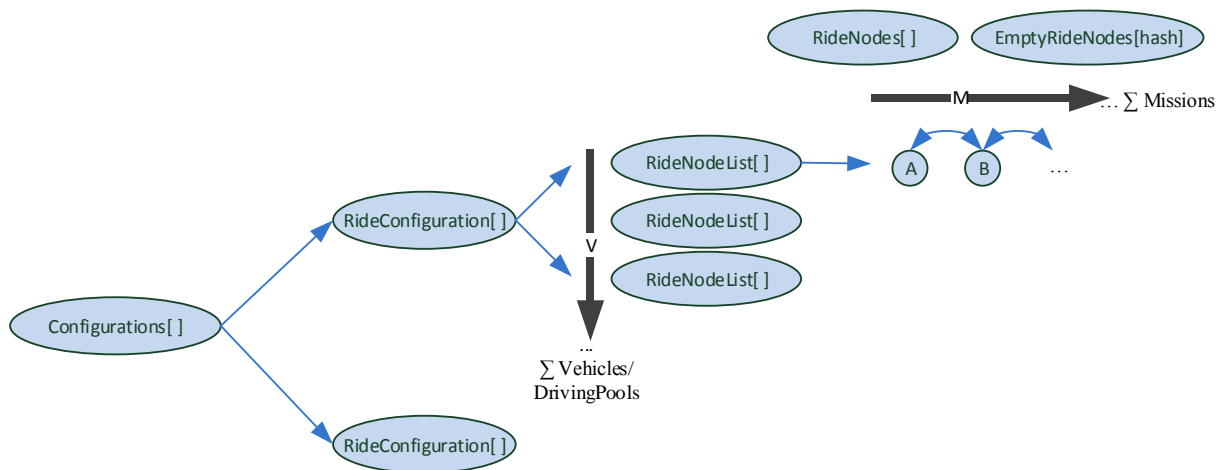 RideNodes[ ]
EmptyRideNodes[hash]
M
... ∑ Missions
RideNodeList[ ]
A
B
...
RideConfiguration[ ]
RideNodeList[ ]
V
RideNodeList[ ]
Configurations[ ]
...
∑ Vehicles/
DrivingPools
RideConfiguration[ ]